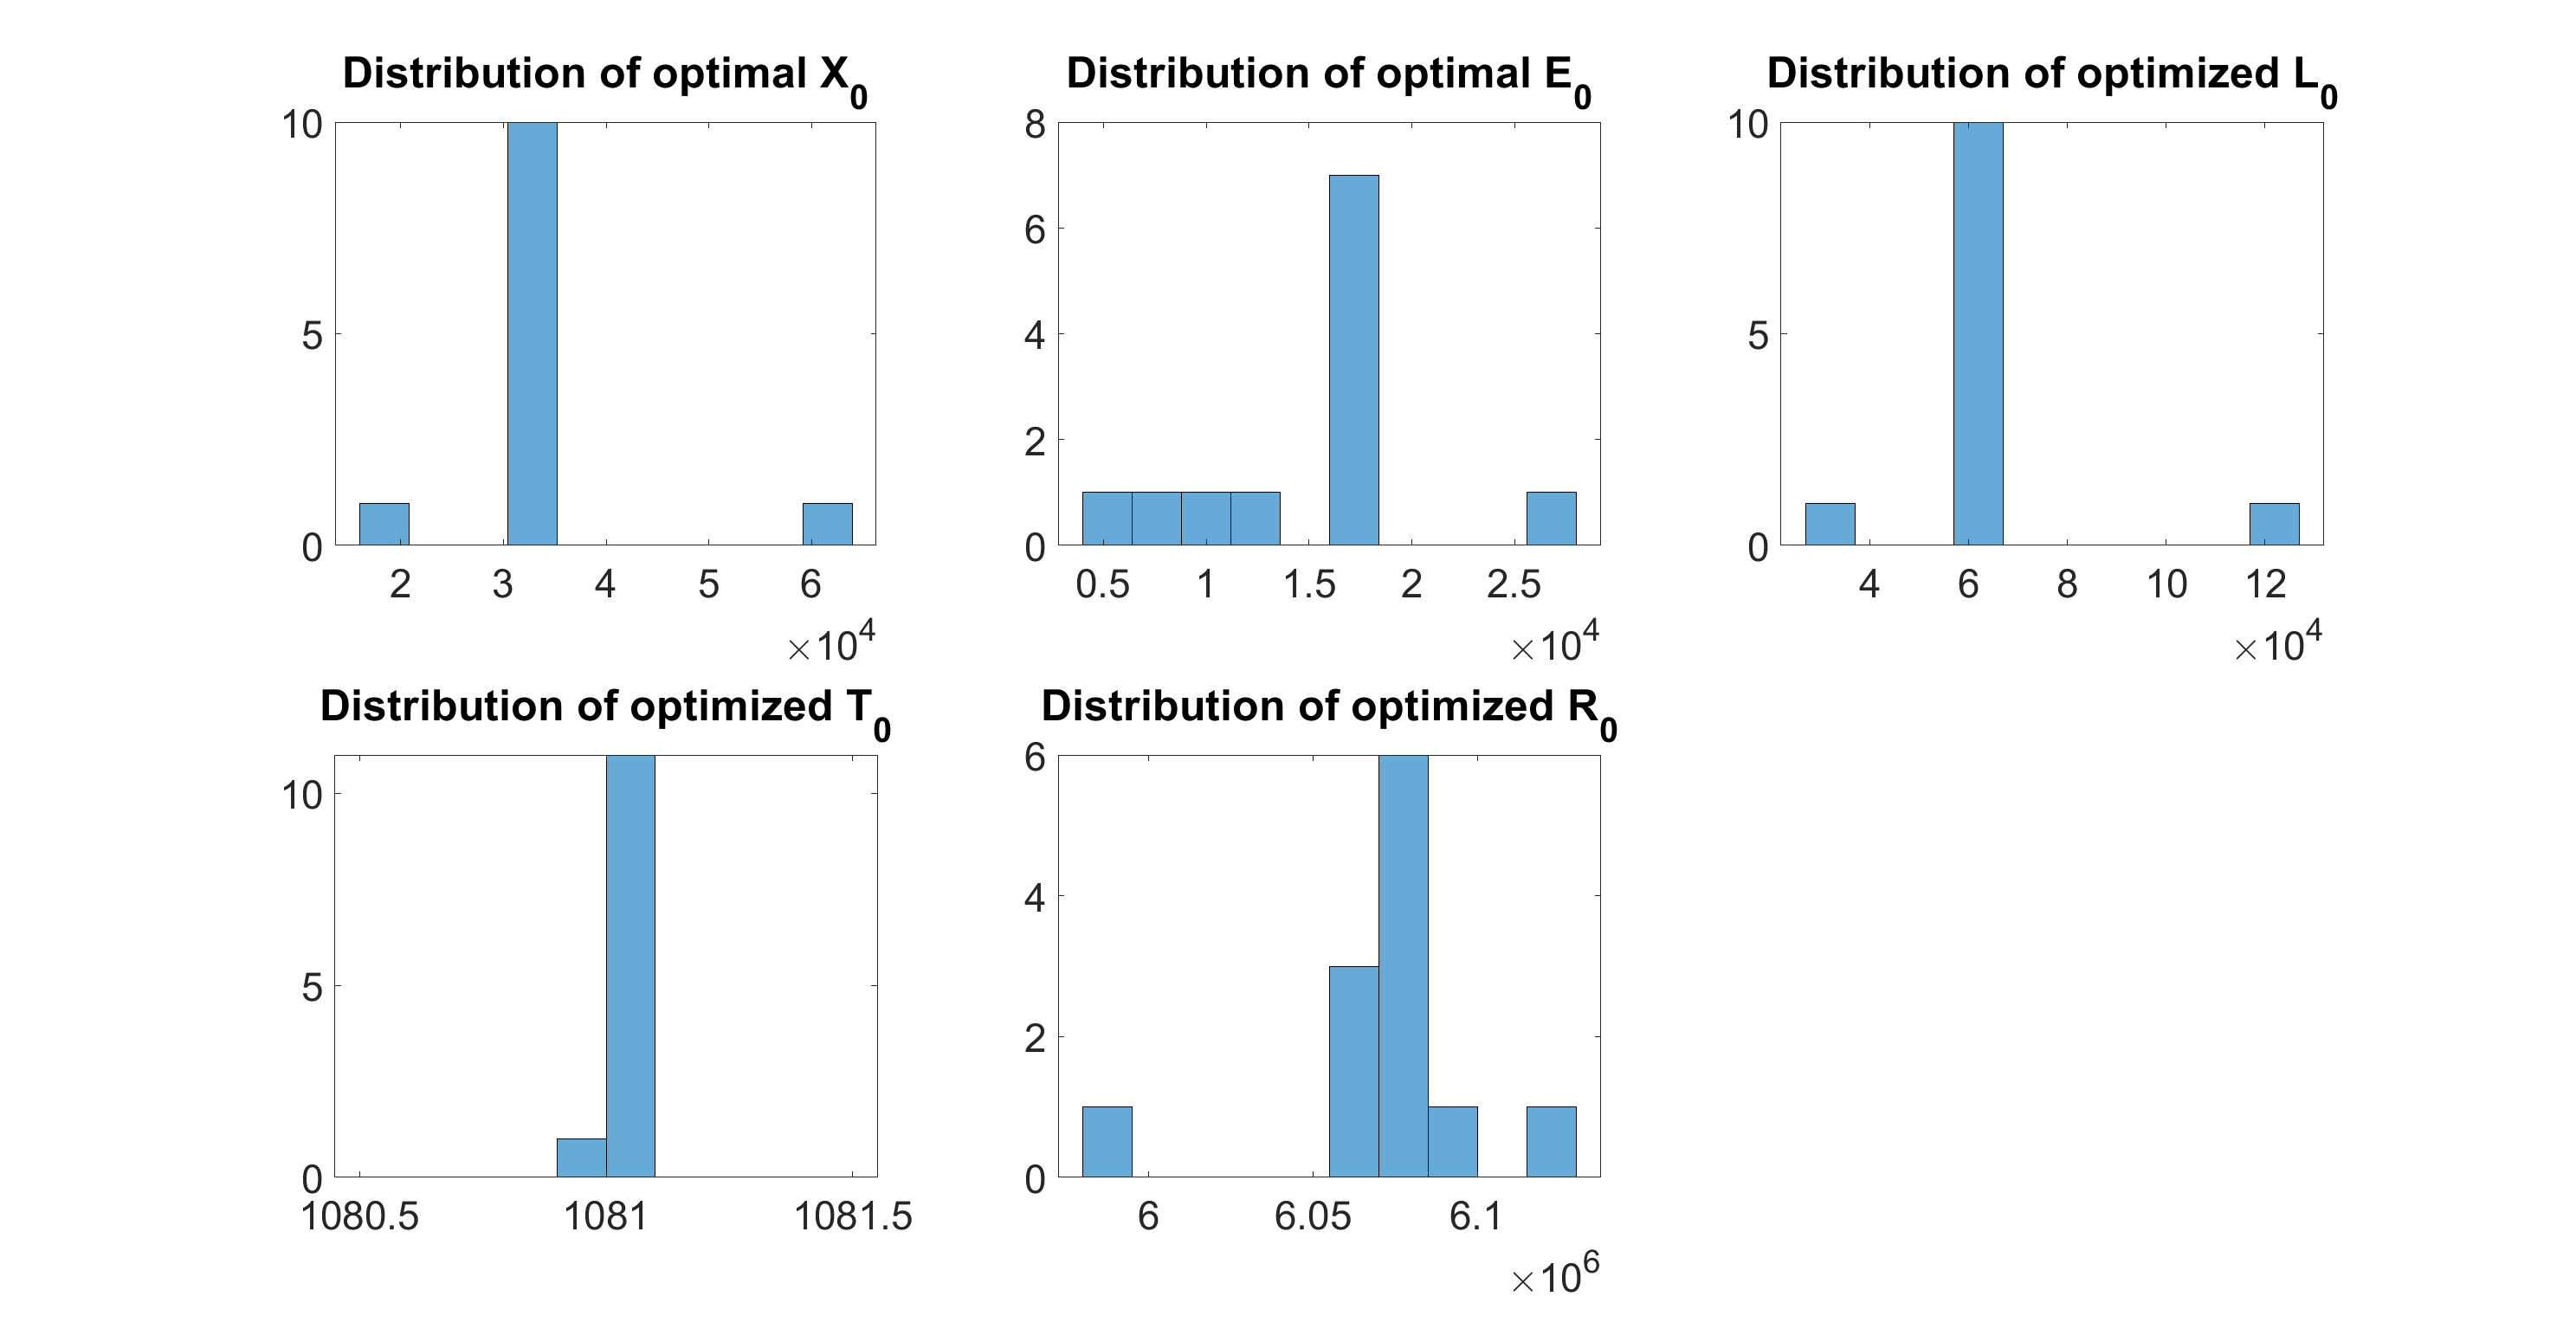 Distribution of optimal X0
10
5
0
2 3 4 5 6
×10^4
Distribution of optimal E0
8
6
4
2
0
0.5 1 1.5 2 2.5
×10^4
Distribution of optimized L0
10
5
0
4 6 8 10 12
×10^4
Distribution of optimized T0
10
5
0
1080.5 1081 1081.5
Distribution of optimized R0
6
4
2
0
6 6.05 6.1
×10^6